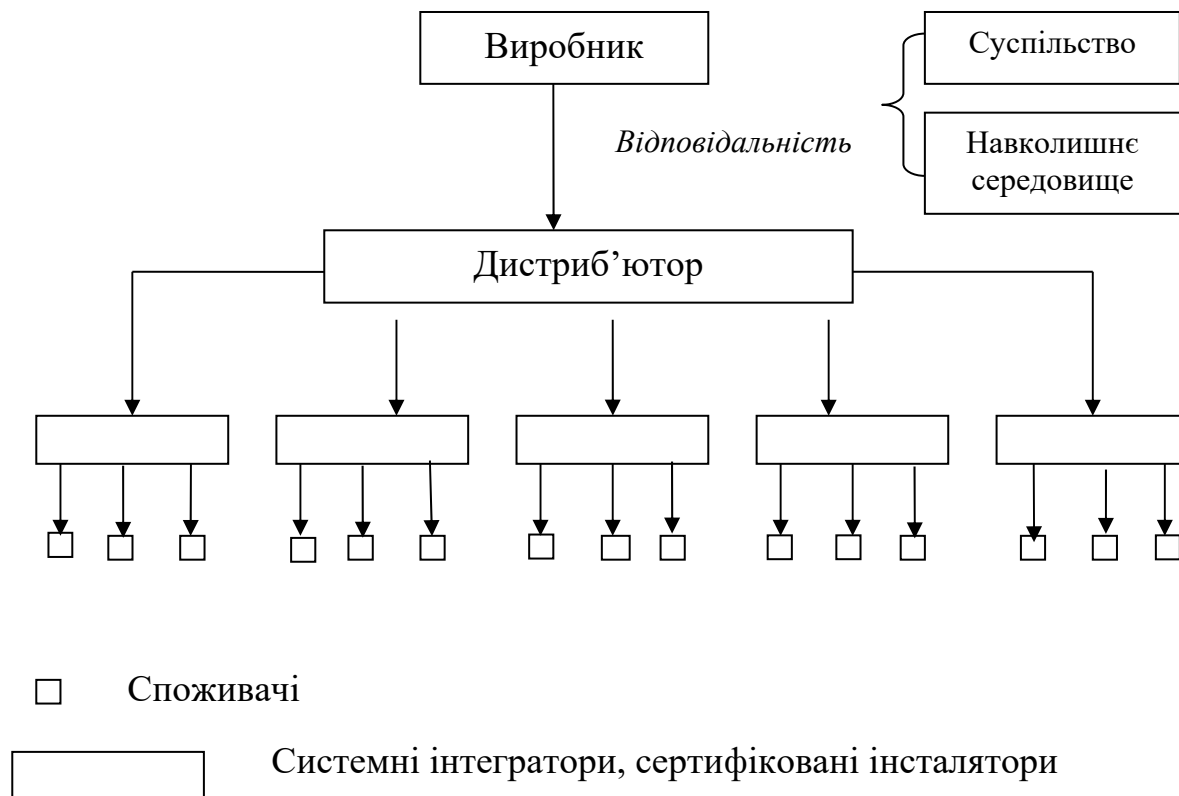 Виробник
Суспільство
Відповідальність
Навколишнє
середовище
Дистриб’ютор
Споживачі
Системні інтегратори, сертифіковані інсталятори